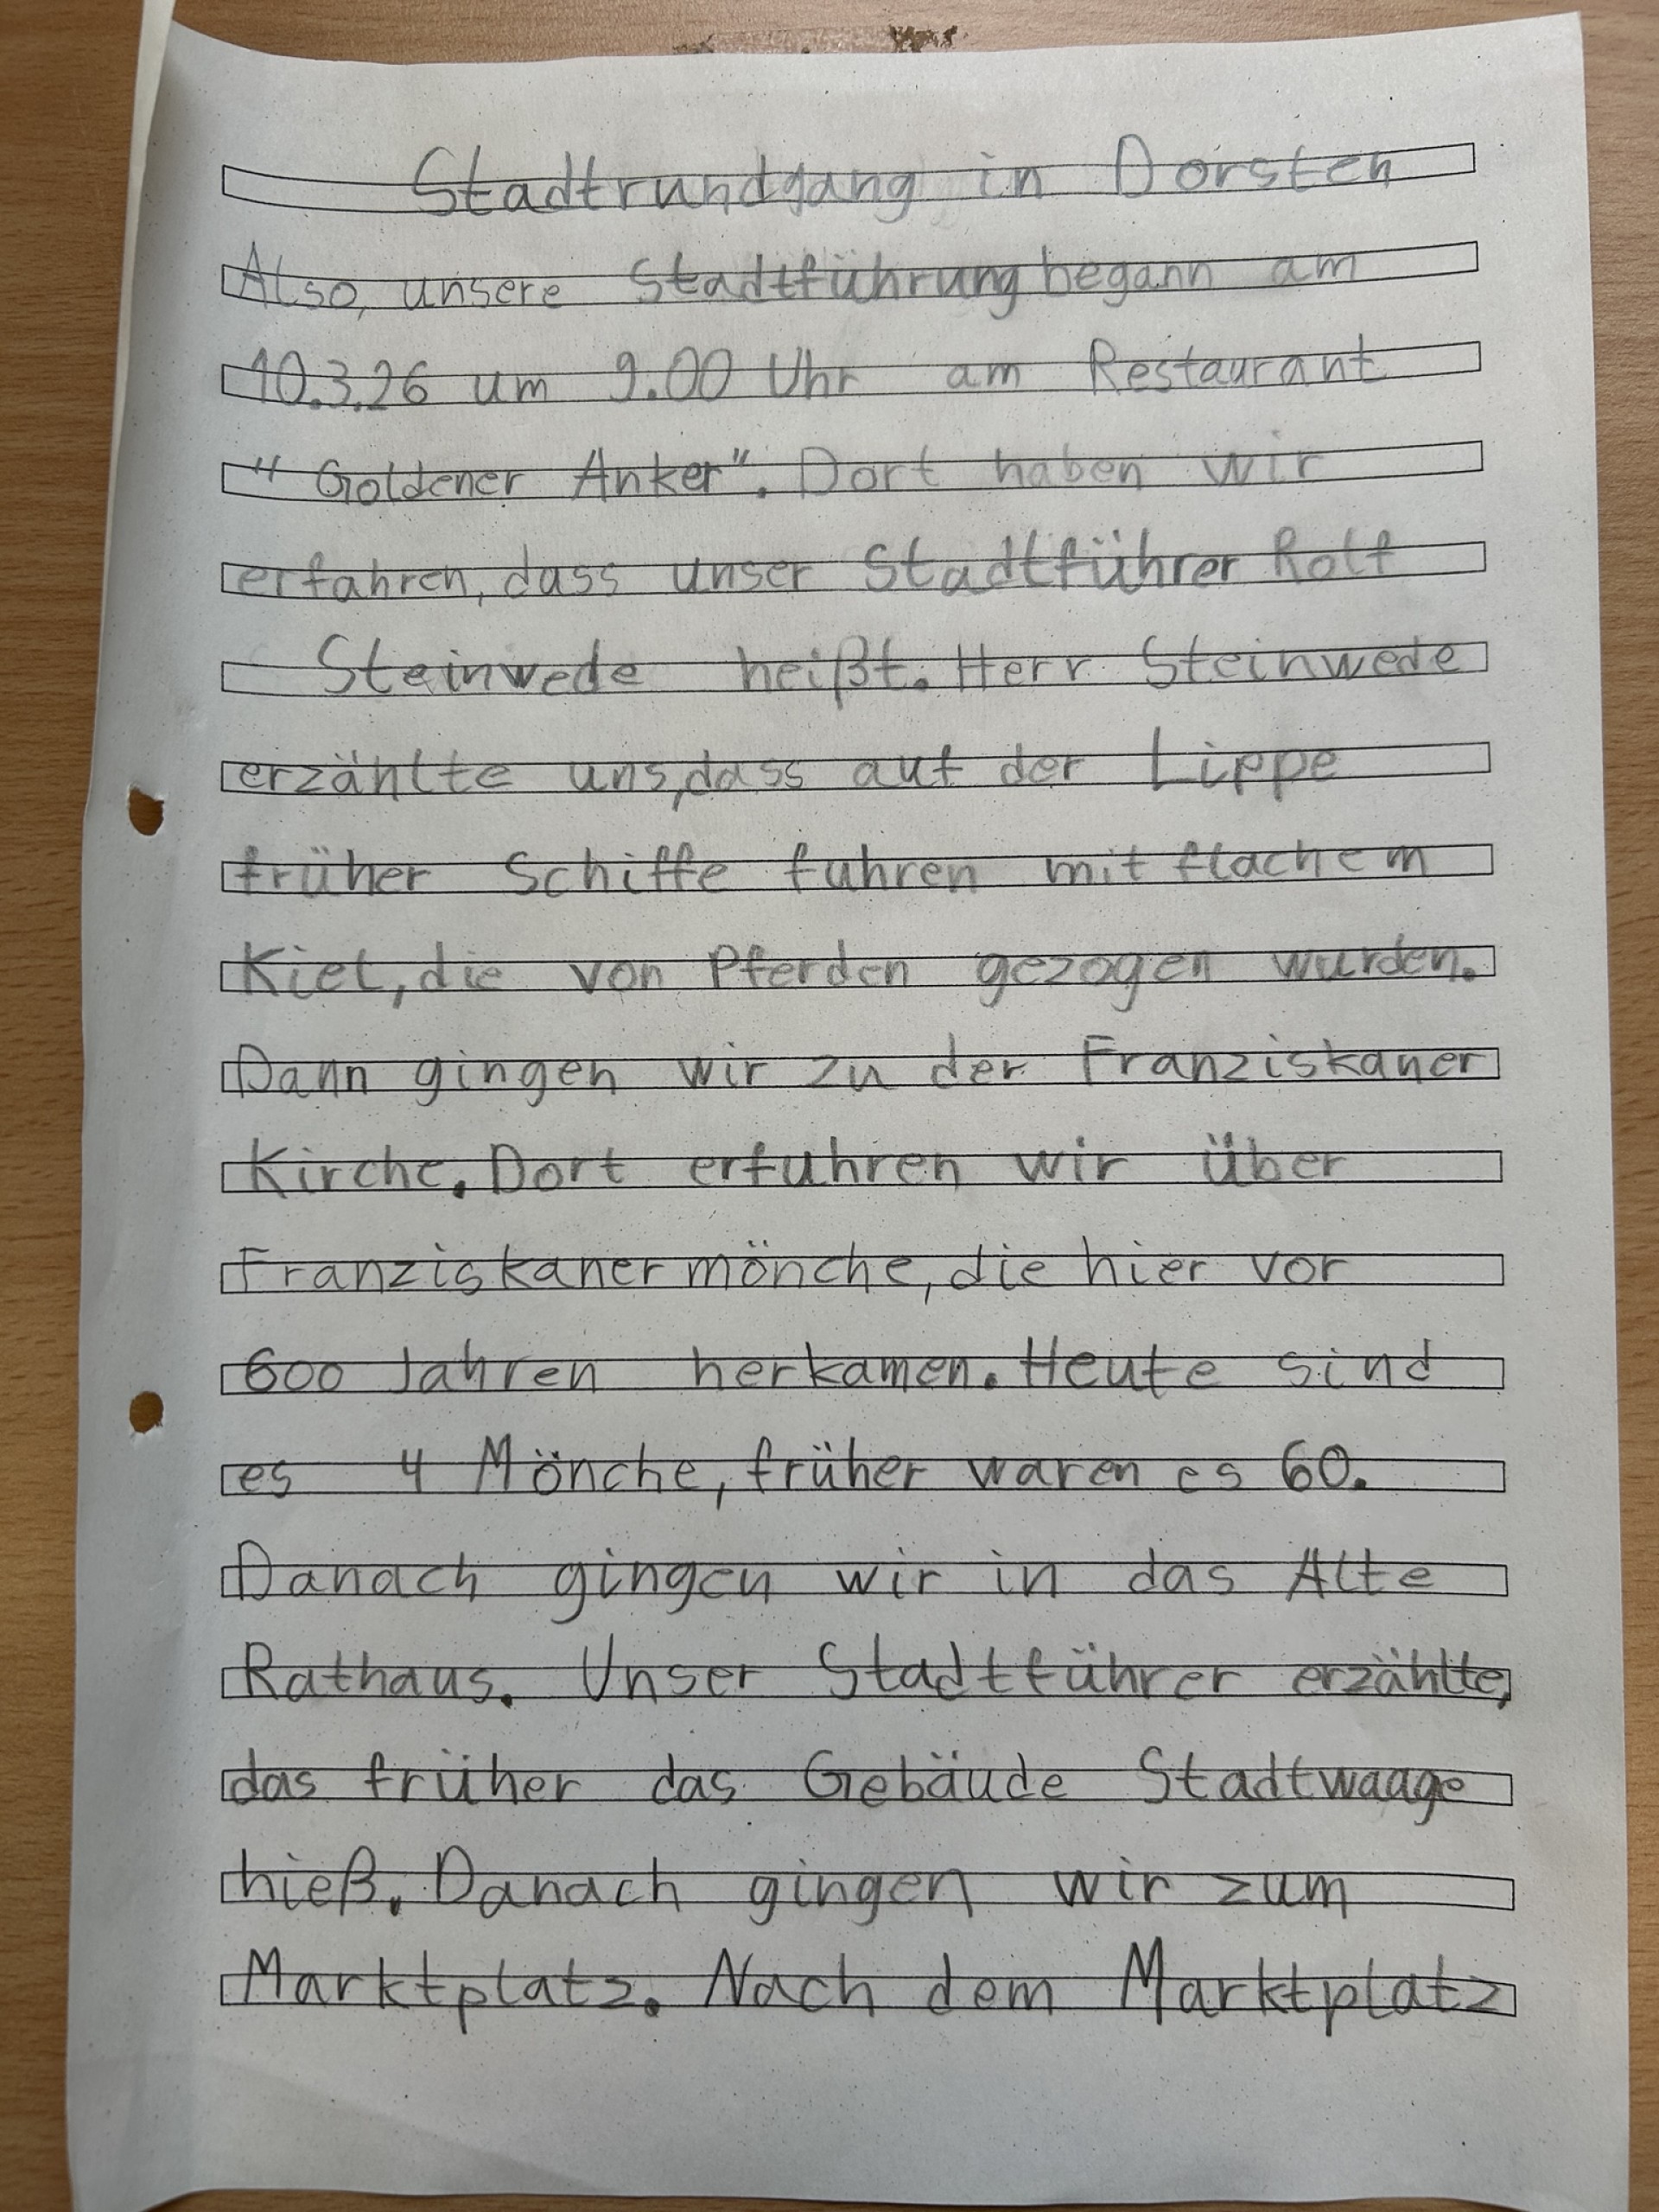 Stadtrundgang in Dorsten
Also, unsere Stadtführung begann am
10.3.26 um 9.00 Uhr am Restaurant
" Goldener Anker". Dort haben wir
erfahren, dass unser Stadtführer Rolf
Steinwede heißt. Herr Steinwede
erzählte uns, dass auf der Lippe
früher Schiffe fuhren mit flachem
Kiel, die von Pferden gezogen wurden.
Dann gingen wir zu der Franziskaner
Kirche. Dort erfuhren wir über
Franziskanermönche, die hier vor
600 Jahren herkamen. Heute sind
es 4 Mönche, früher waren es 60.
Danach gingen wir in das Alte
Rathaus. Unser Stadtführer erzählte,
das früher das Gebäude Stadtwaage
hieß. Danach gingen wir zum
Marktplatz. Nach dem Marktplatz